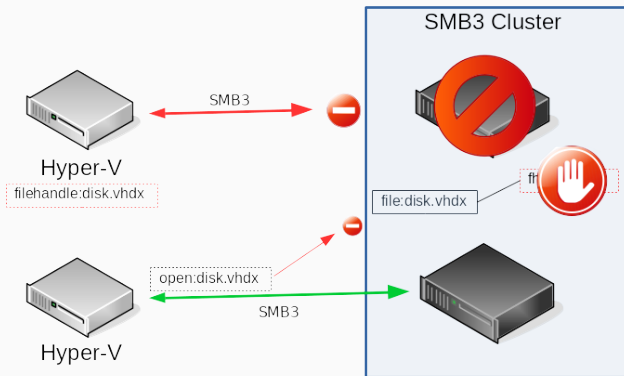 SMB3 Cluster
SMB3
Hyper-V
filehandle:disk.vhdx
file:disk.vhdx
open:disk.vhdx
SMB3
Hyper-V